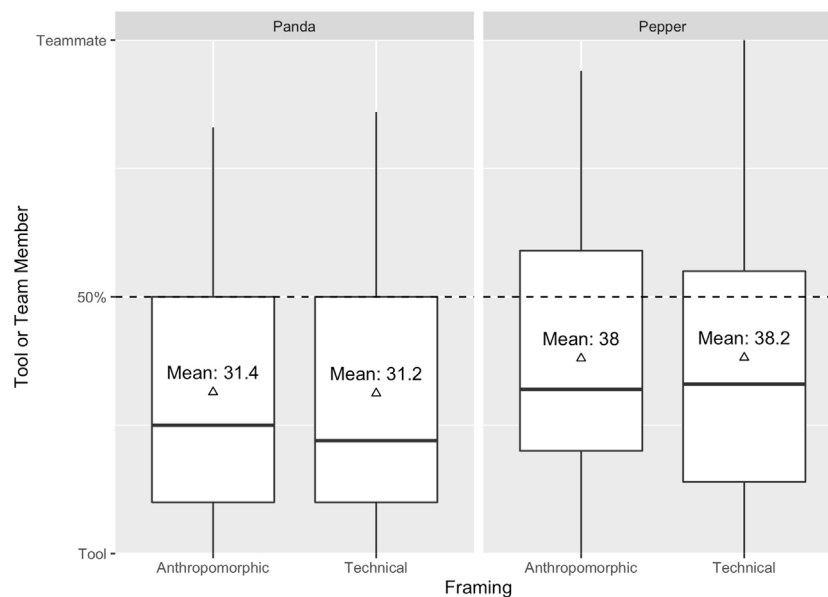 Panda
Pepper
Teammate
50%
Tool
Tool or Team Member
Mean: 31.4
Mean: 31.2
Mean: 38
Mean: 38.2
Anthropomorphic
Technical
Anthropomorphic
Technical
Framing